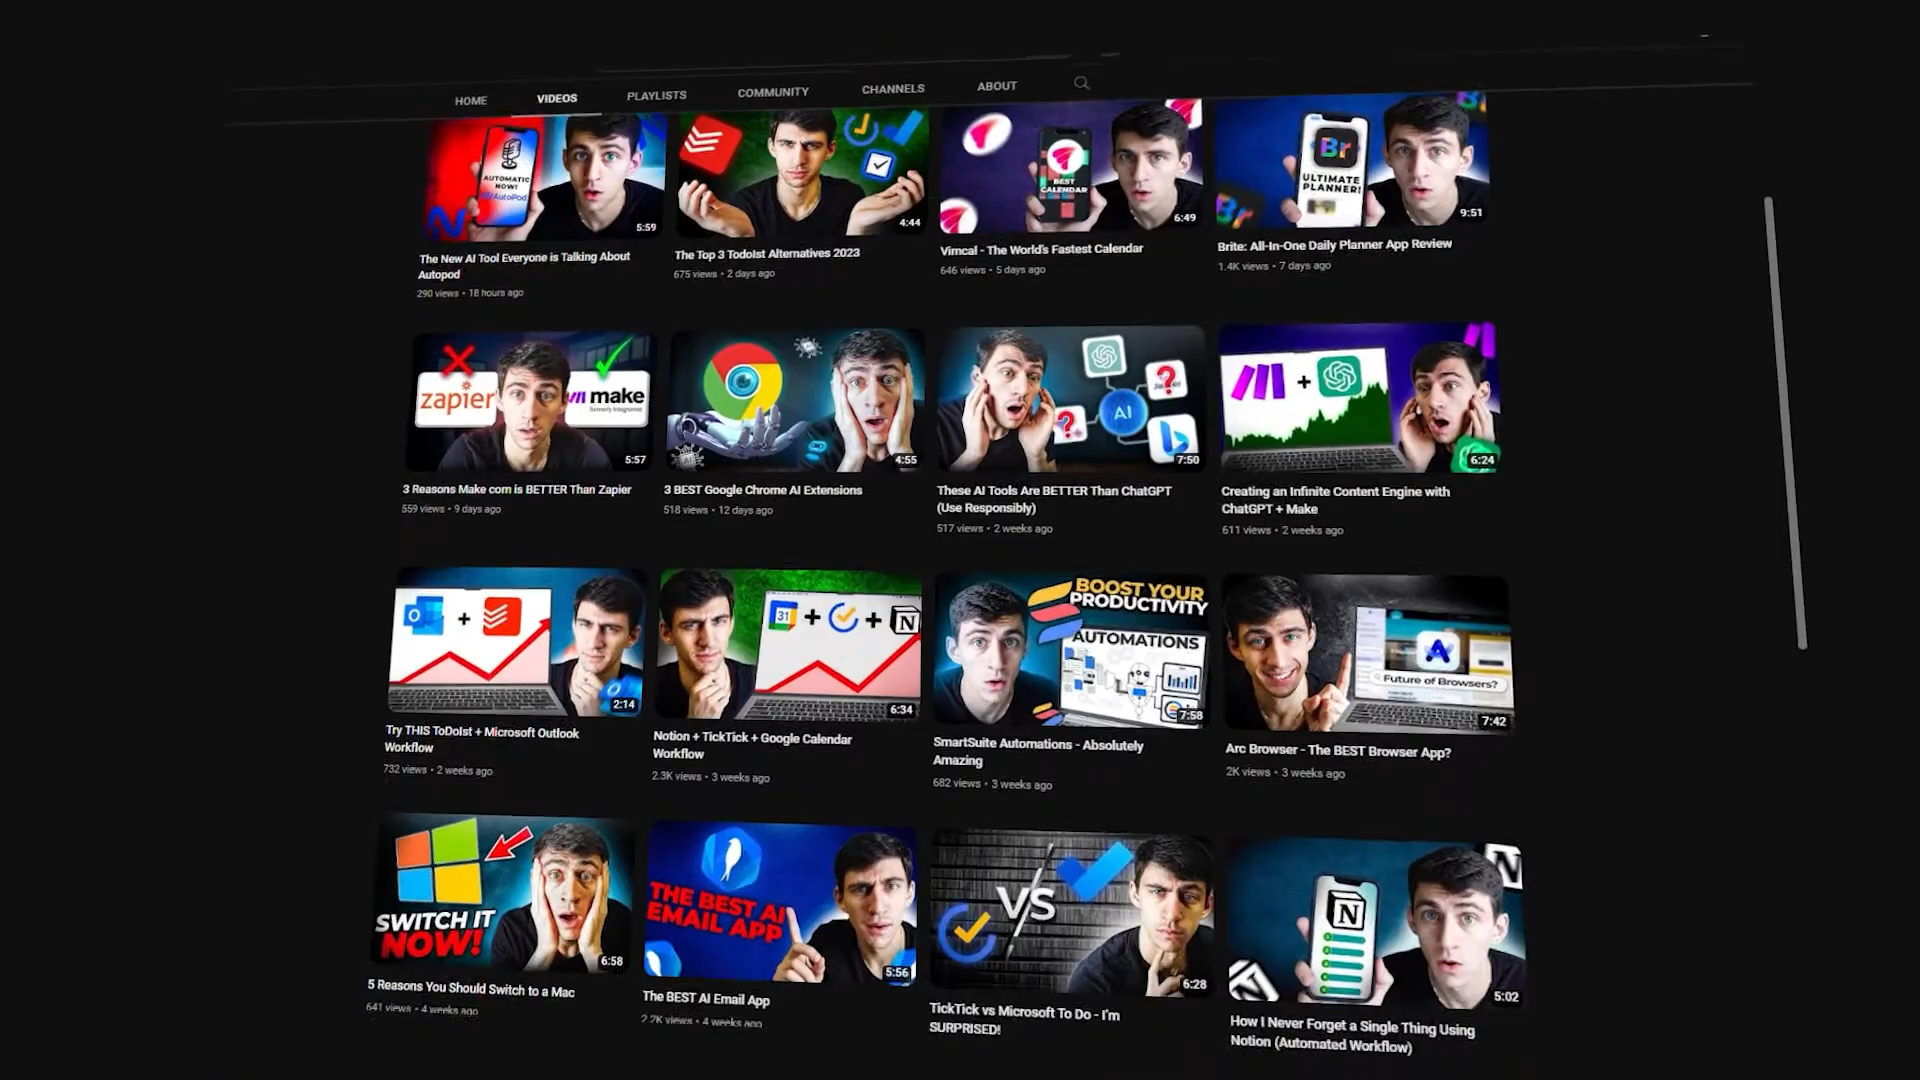 HOME VIDEOS PLAYLISTS COMMUNITY CHANNELS ABOUT
AUTOMATIC
NOW!
AutoPod
5:59
4:44
BEST
CALENDAR
6:49
Br
ULTIMATE
PLANNER!
Br
9:51
The New AI Tool Everyone is Talking About
Autopod
290 views • 18 hours ago
The Top 3 TodoIst Alternatives 2023
675 views • 2 days ago
Vimcal - The World's Fastest Calendar
646 views • 5 days ago
Brite: All-In-One Daily Planner App Review
1.4K views • 7 days ago
zapier
make
formerly Integromat
5:57
4:55
AI
7:50
+
6:24
3 Reasons Make com is BETTER Than Zapier
559 views • 9 days ago
3 BEST Google Chrome AI Extensions
518 views • 12 days ago
These AI Tools Are BETTER Than ChatGPT
(Use Responsibly)
517 views • 2 weeks ago
Creating an Infinite Content Engine with
ChatGPT + Make
611 views • 2 weeks ago
+
2:14
31 + + N
6:34
BOOST YOUR
PRODUCTIVITY
AUTOMATIONS
7:58
Future of Browsers?
7:42
Try THIS ToDoIst + Microsoft Outlook
Workflow
732 views • 2 weeks ago
Notion + TickTick + Google Calendar
Workflow
2.3K views • 3 weeks ago
SmartSuite Automations - Absolutely
Amazing
682 views • 3 weeks ago
Arc Browser - The BEST Browser App?
2K views • 3 weeks ago
SWITCH IT
NOW!
6:58
THE BEST AI
EMAIL APP
5:56
VS
6:28
N
5:02
5 Reasons You Should Switch to a Mac
641 views • 4 weeks ago
The BEST AI Email App
2.2K views • 4 weeks ago
TickTick vs Microsoft To Do - I'm
SURPRISED!
How I Never Forget a Single Thing Using
Notion (Automated Workflow)